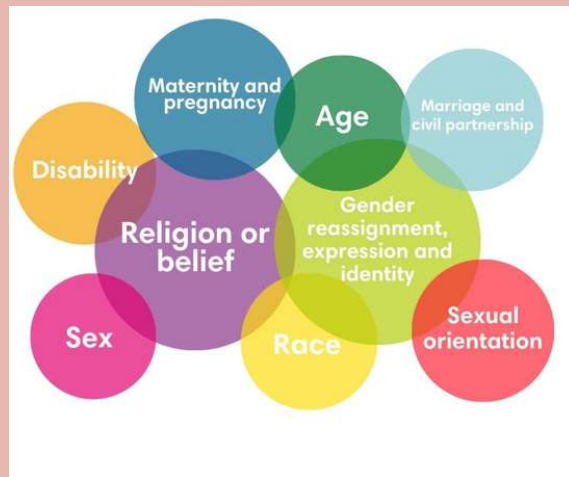 Maternity and
pregnancy
Age
Marriage and
civil partnership
Disability
Religion or
belief
Gender
reassignment,
expression and
identity
Sex
Race
Sexual
orientation